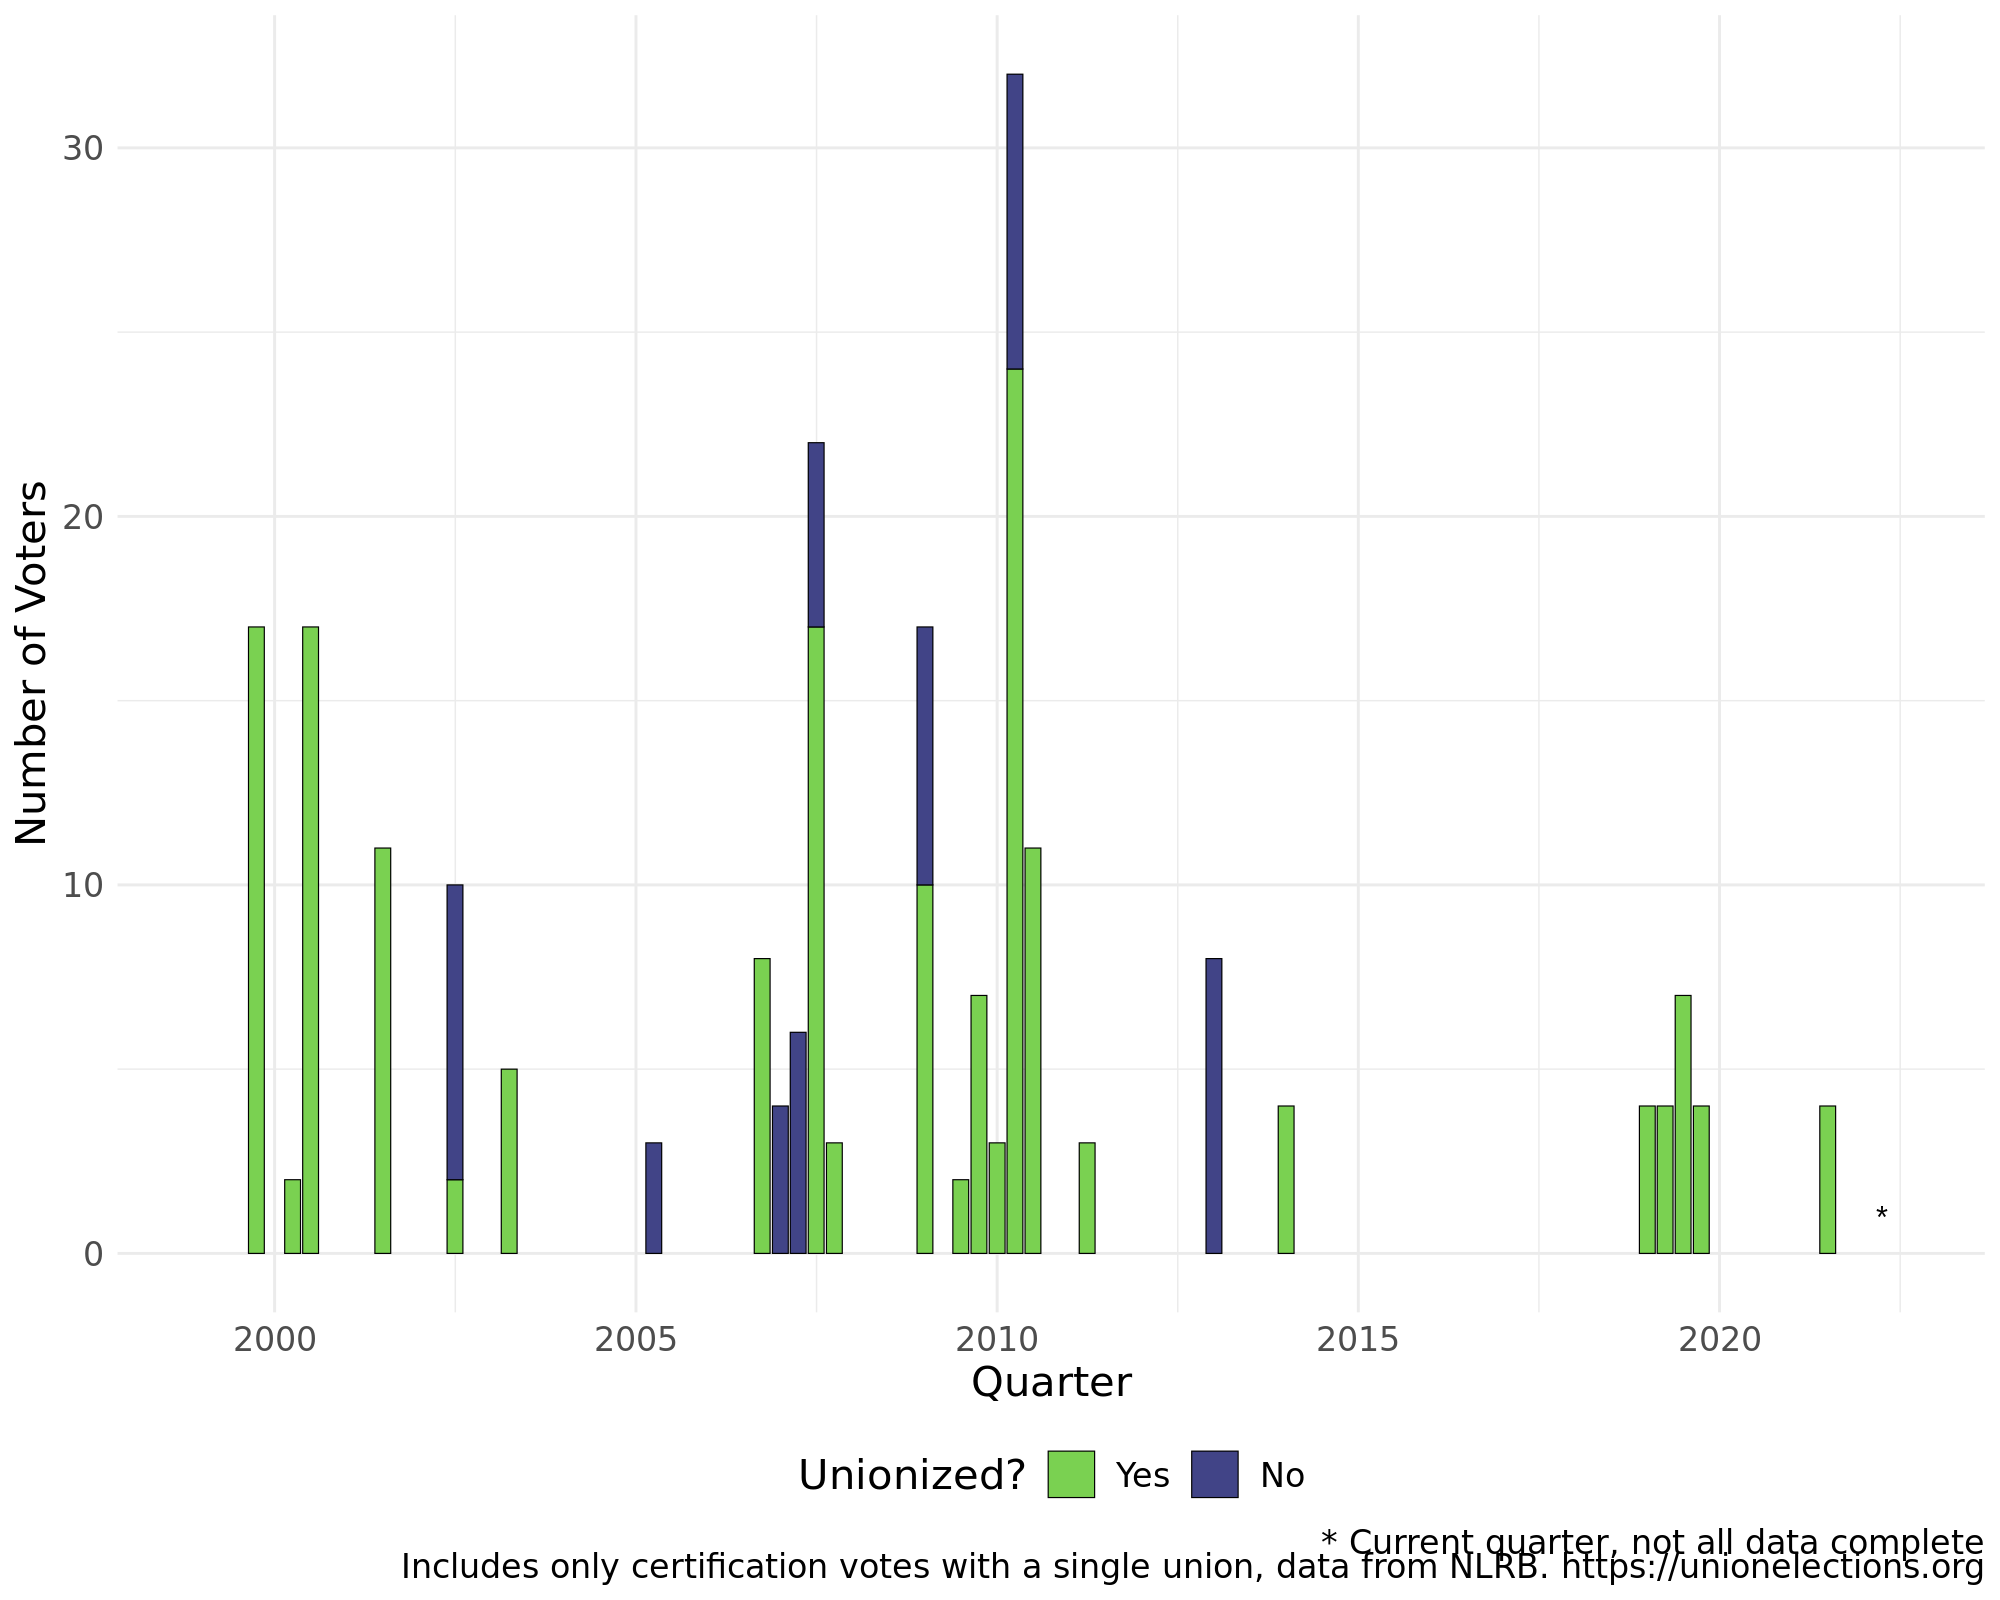 Number of Voters
30
20
10
0
*
2000 2005 2010 2015 2020
Quarter
Unionized? Yes No
* Current quarter, not all data complete
Includes only certification votes with a single union, data from NLRB. https://unionelections.org